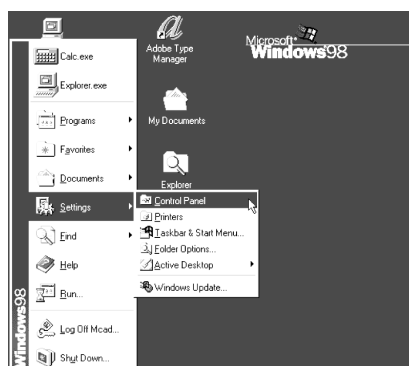 Adobe Type
Manager
Microsoft
Windows98
Calc.exe
Explorer.exe
My Documents
Programs
Favorites
Documents
Explorer
Settings
Control Panel
Printers
Taskbar & Start Menu...
Folder Options...
Active Desktop
Windows Update...
Find
Help
Run...
Log Off Mcad...
Shut Down...
Windows98